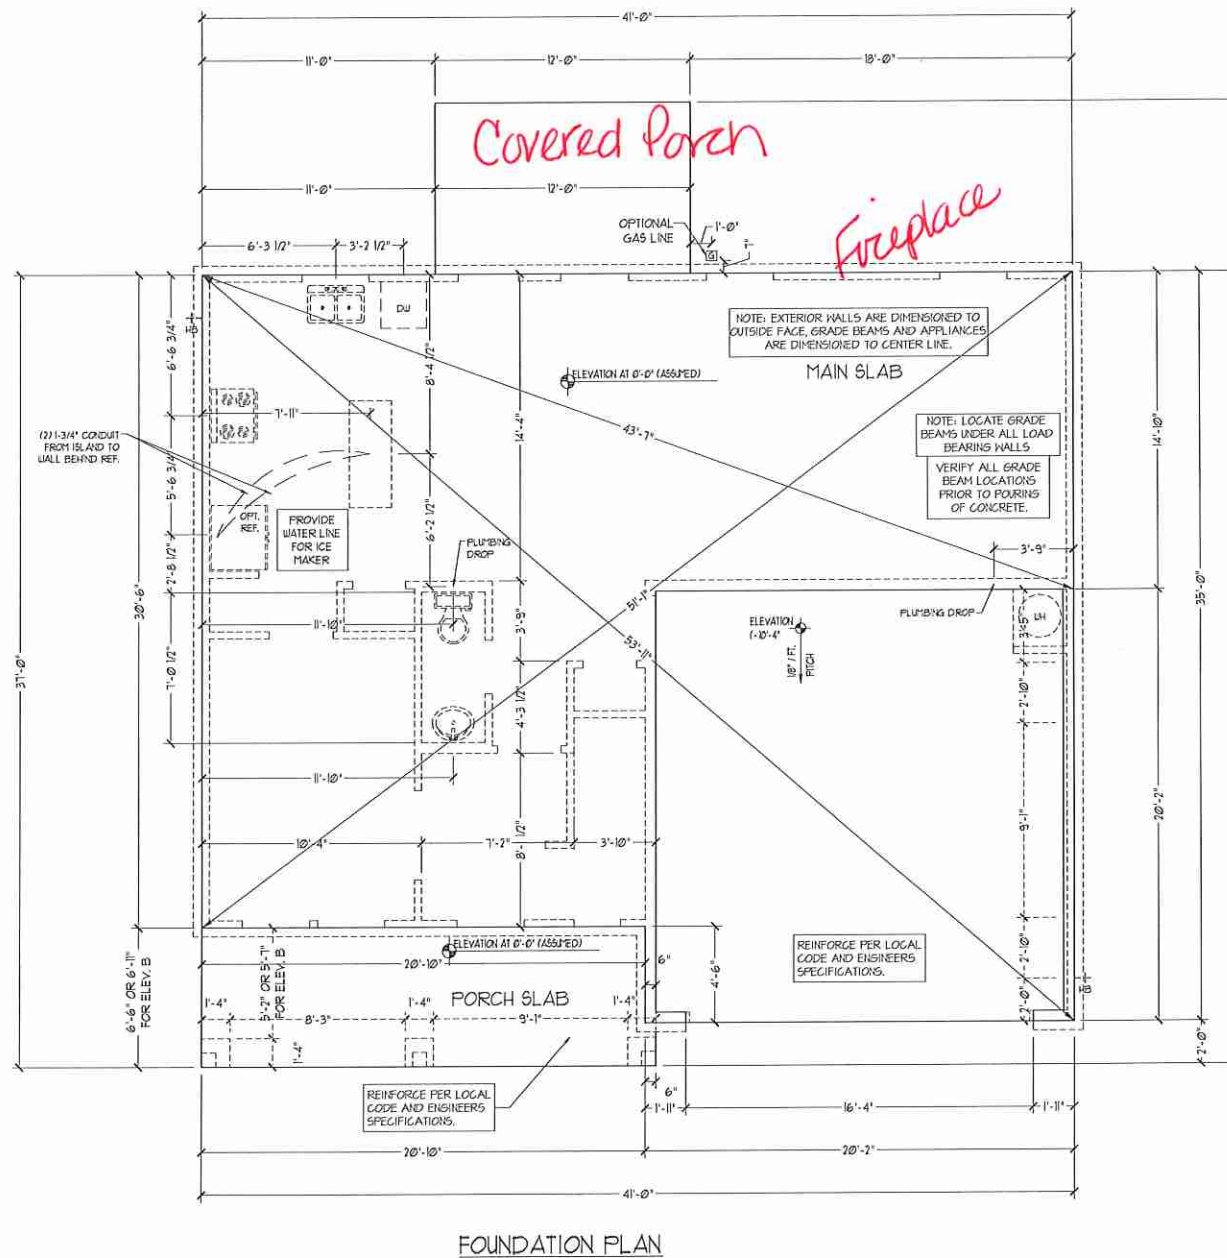 41'-0"
11'-0" 12'-0" 18'-0"
Covered Porch
11'-0" 12'-0"
Fireplace
OPTIONAL
GAS LINE
1'-0"
G
7"
6'-3 1/2" 3'-2 1/2"
DW
HB
NOTE: EXTERIOR WALLS ARE DIMENSIONED TO
OUTSIDE FACE, GRADE BEAMS AND APPLIANCES
ARE DIMENSIONED TO CENTER LINE.
MAIN SLAB
ELEVATION AT 0'-0" (ASSUMED)
6'-6 3/4"
8'-4 1/2"
14'-4"
43'-7"
7'-11"
NOTE: LOCATE GRADE
BEAMS UNDER ALL LOAD
BEARING WALLS
VERIFY ALL GRADE
BEAM LOCATIONS
PRIOR TO POURING
OF CONCRETE.
14'-10"
(2) 1-3/4" CONDUIT
FROM ISLAND TO
WALL BEHIND REF.
5'-6 3/4"
OPT.
REF.
PROVIDE
WATER LINE
FOR ICE
MAKER
6'-2 1/2"
PLUMBING
DROP
2'-8 1/2"
3'-9"
30'-6"
37'-0"
35'-0"
51'-1"
53'-11"
11'-10"
3'-9"
PLUMBING DROP
WH
3'-5"
ELEVATION
(-10'-4"
1/8" / FT.
PITCH
7'-0 1/2"
4'-3 1/2"
2'-10"
11'-10"
20'-2"
9'-1"
8'-1 1/2"
10'-4" 7'-2" 3'-10"
ELEVATION AT 0'-0" (ASSUMED)
20'-10"
6"
4'-6"
REINFORCE PER LOCAL
CODE AND ENGINEERS
SPECIFICATIONS.
2'-10"
HB
2'-0"
6'-6" OR 6'-11"
FOR ELEV. B
5'-2" OR 5'-7"
FOR ELEV. B
PORCH SLAB
1'-4" 8'-3" 1'-4" 9'-1" 1'-4"
1'-4"
2'-0"
REINFORCE PER LOCAL
CODE AND ENGINEERS
SPECIFICATIONS.
6"
1'-11" 16'-4" 1'-11"
20'-10" 20'-2"
41'-0"
FOUNDATION PLAN